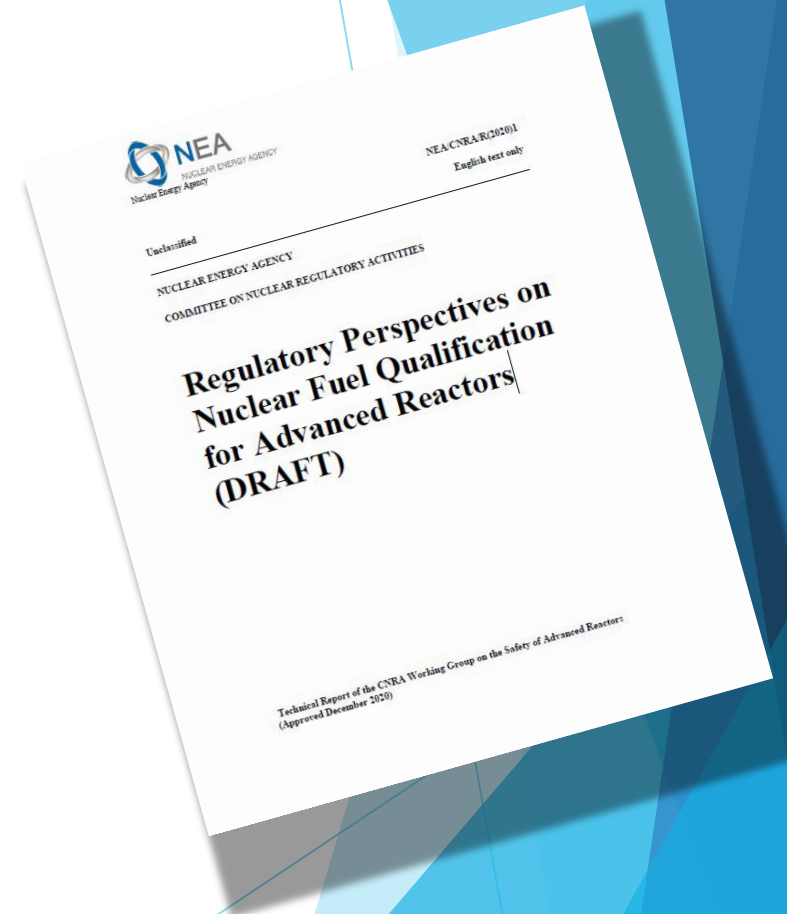 NEA
NUCLEAR ENERGY AGENCY
Nuclear Energy Agency
NEA/CNRA/R(2020)1
English text only
Unclassified
NUCLEAR ENERGY AGENCY
COMMITTEE ON NUCLEAR REGULATORY ACTIVITIES
Regulatory Perspectives on
Nuclear Fuel Qualification
for Advanced Reactors
(DRAFT)
Technical Report of the CNRA Working Group on the Safety of Advanced Reactors
(Approved December 2020)